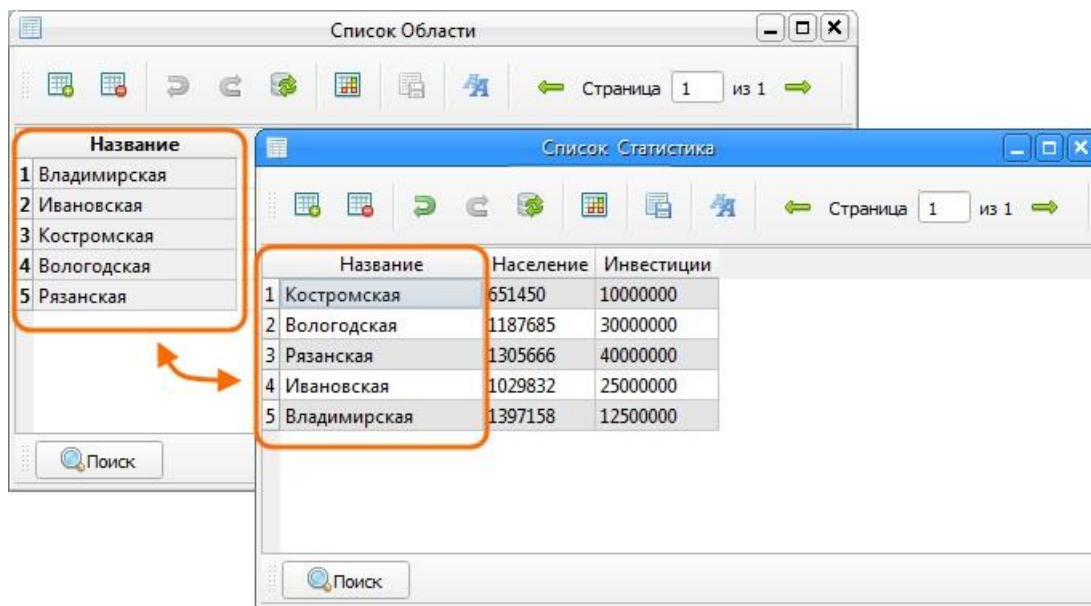 Список Области
Страница 1 из 1
Название
1 Владимирская
2 Ивановская
3 Костромская
4 Вологодская
5 Рязанская
Поиск
Список Статистика
Страница 1 из 1
Название Население Инвестиции
1 Костромская 651450 10000000
2 Вологодская 1187685 30000000
3 Рязанская 1305666 40000000
4 Ивановская 1029832 25000000
5 Владимирская 1397158 12500000
Поиск